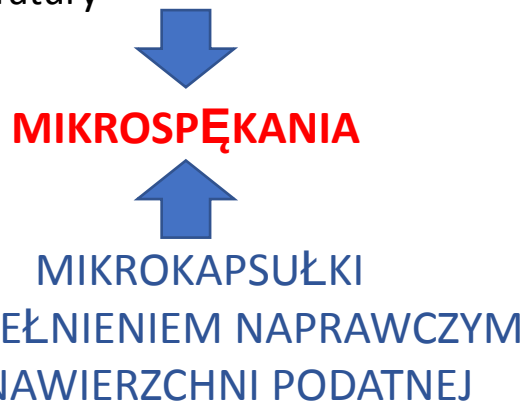 MIKROSPĘKANIA
MIKROKAPSUŁKI
EŁNIENIEM NAPRAWCZYM
NAWIERZCHNI PODATNEJ